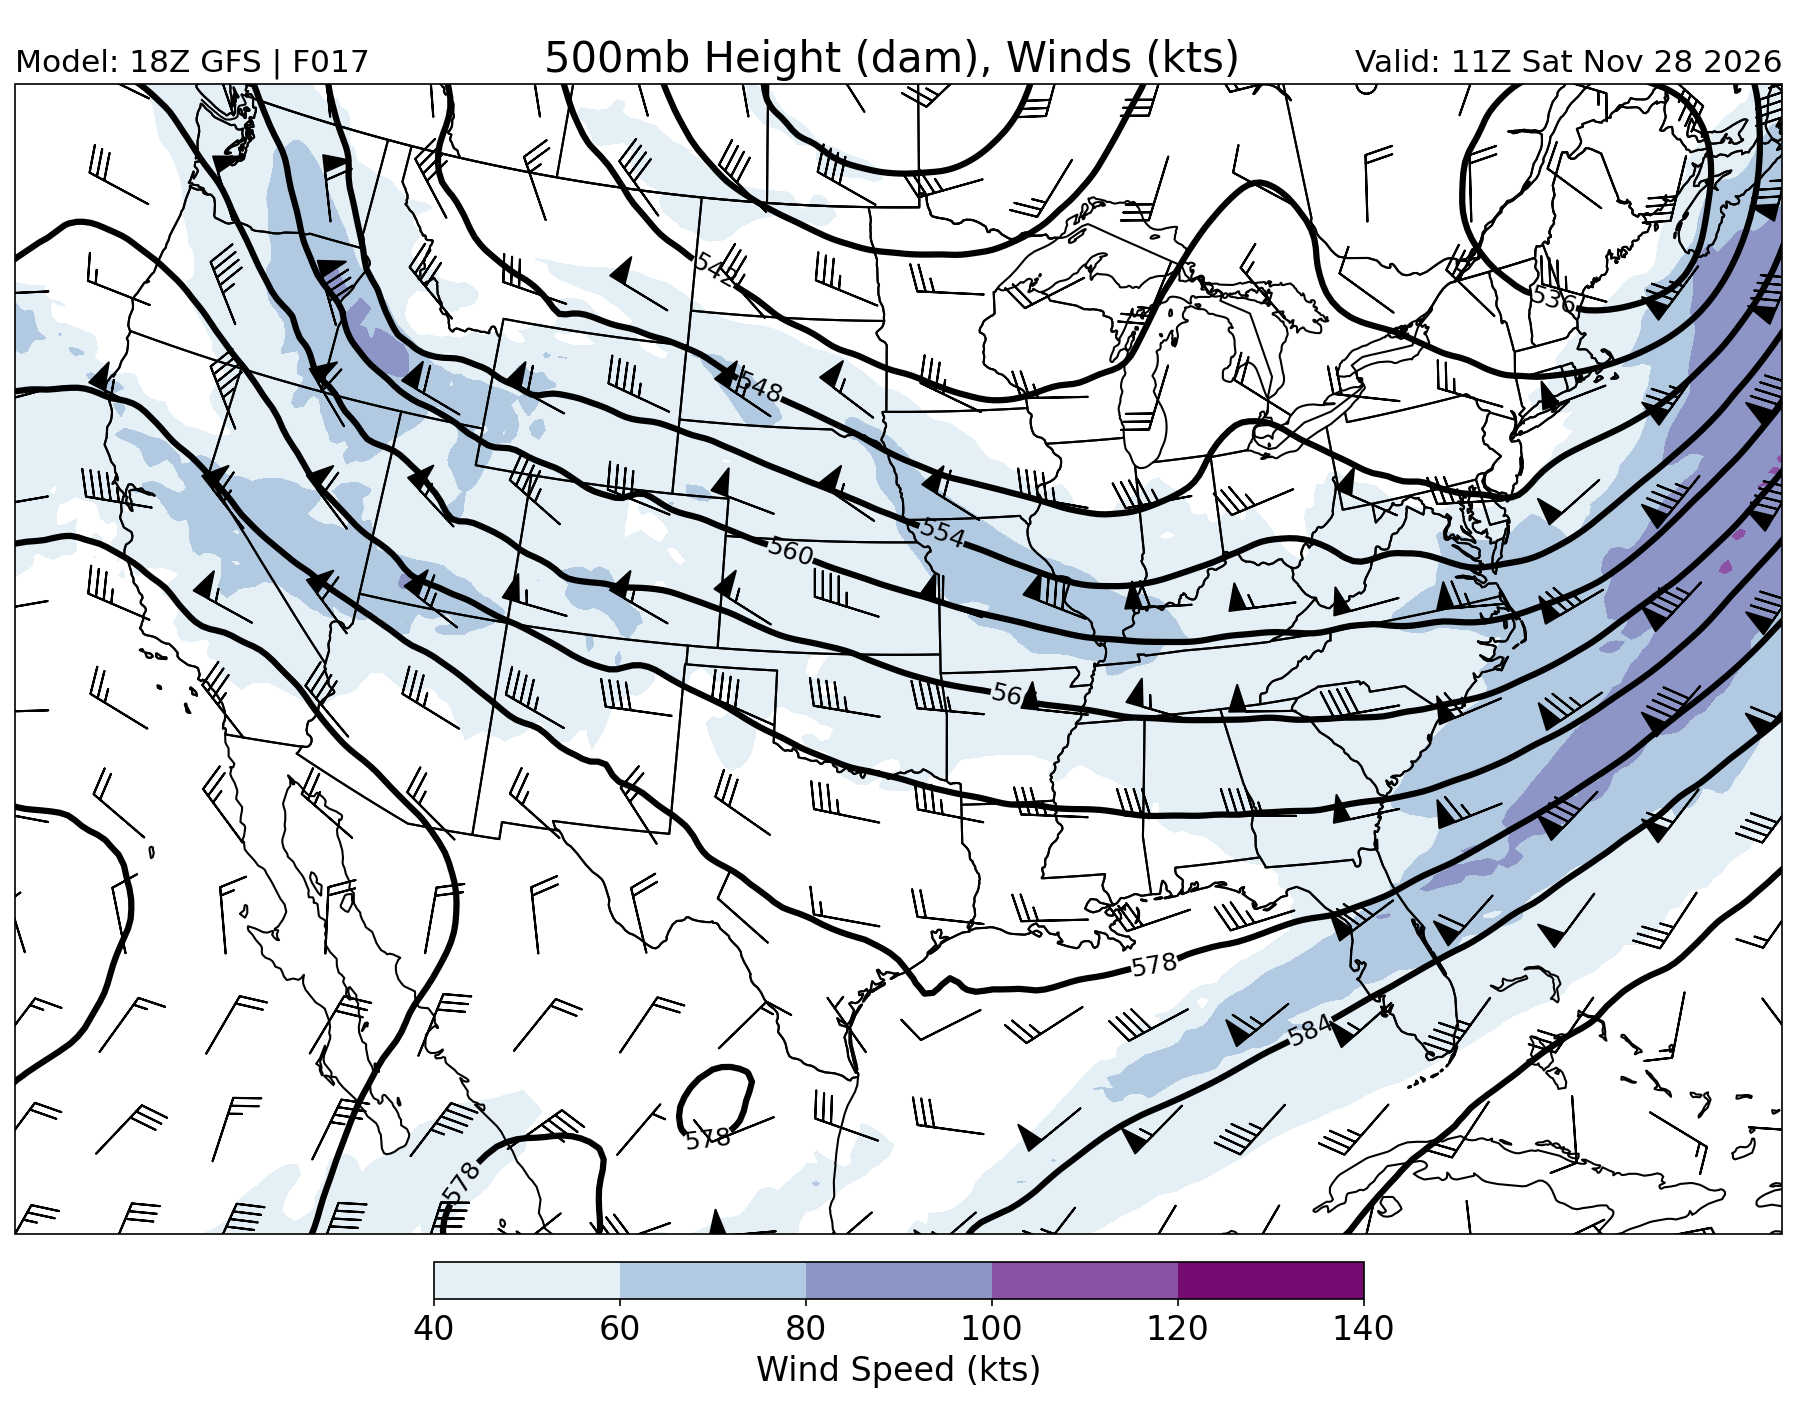 Model: 18Z GFS | F017
500mb Height (dam), Winds (kts)
Valid: 11Z Sat Nov 28 2026
542
536
548
554
560
578
584
578
578
40 60 80 100 120 140
Wind Speed (kts)